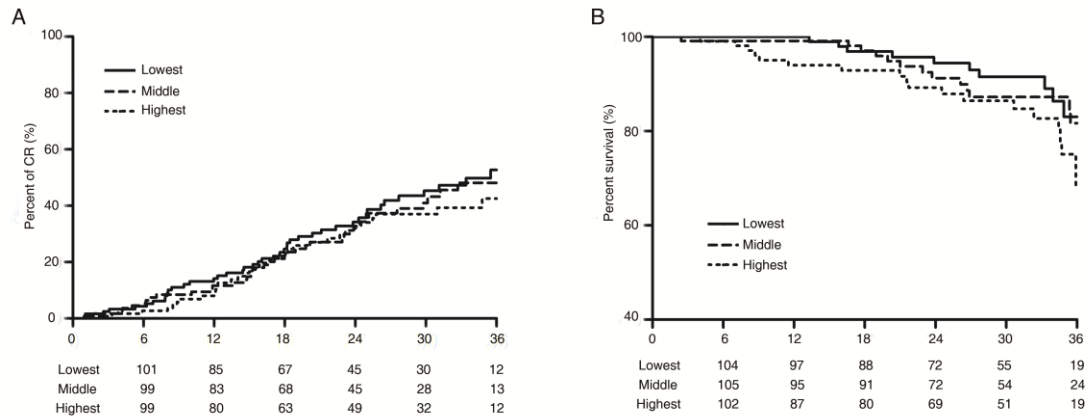 A
Percent of CR (%)
100
80
60
40
20
0
Lowest
Middle
Highest
0 6 12 18 24 30 36
Lowest 101 85 67 45 30 12
Middle 99 83 68 45 28 13
Highest 99 80 63 49 32 12
B
Percent survival (%)
100
80
60
40
Lowest
Middle
Highest
0 6 12 18 24 30 36
Lowest 104 97 88 72 55 19
Middle 105 95 91 72 54 24
Highest 102 87 80 69 51 19